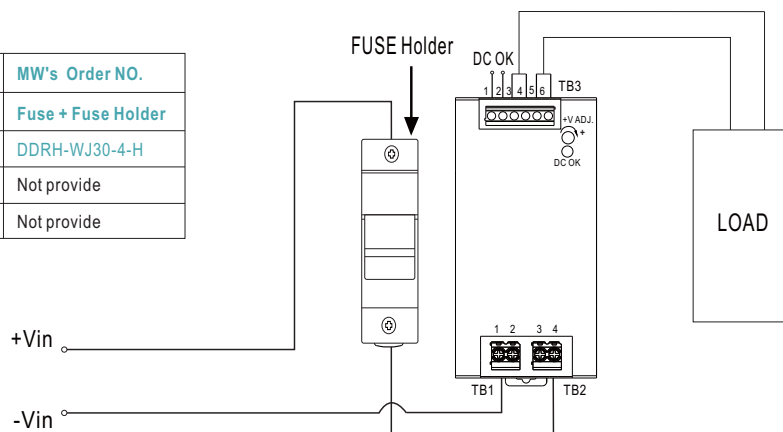 MW's Order NO.
Fuse + Fuse Holder
DDRH-WJ30-4-H
Not provide
Not provide
FUSE Holder
DC OK
1 2 3 4 5 6
TB3
+V ADJ.
+
DC OK
LOAD
1 2 3 4
TB1 TB2
+Vin
-Vin